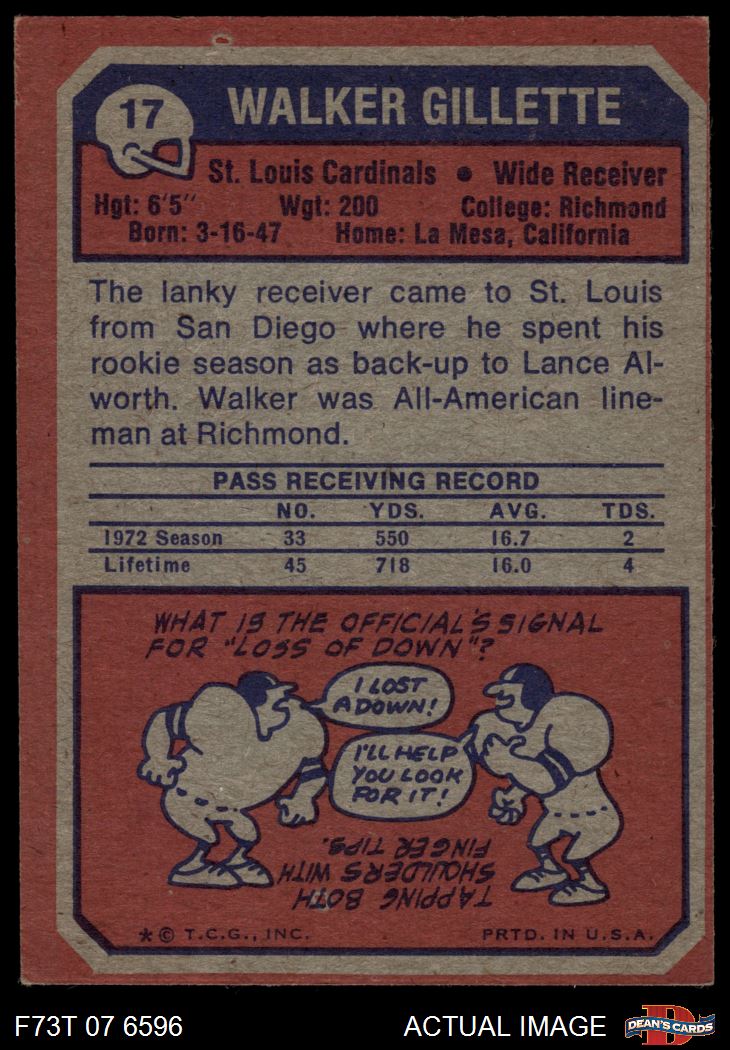 17
WALKER GILLETTE
St. Louis Cardinals • Wide Receiver
Hgt: 6'5" Wgt: 200 College: Richmond
Born: 3-16-47 Home: La Mesa, California
The lanky receiver came to St. Louis
from San Diego where he spent his
rookie season as back-up to Lance Al-
worth. Walker was All-American line-
man at Richmond.
PASS RECEIVING RECORD
NO. YDS. AVG. TDS.
1972 Season 33 550 16.7 2
Lifetime 45 718 16.0 4
WHAT IS THE OFFICIAL'S SIGNAL
FOR "LOSS OF DOWN"?
I LOST
A DOWN!
I'LL HELP
YOU LOOK
FOR IT!
TAPPING BOTH
SHOULDERS WITH
FINGER TIPS.
* © T.C.G., INC. PRTD. IN U.S.A.
F73T 07 6596 ACTUAL IMAGE
D
DEAN'S CARDS